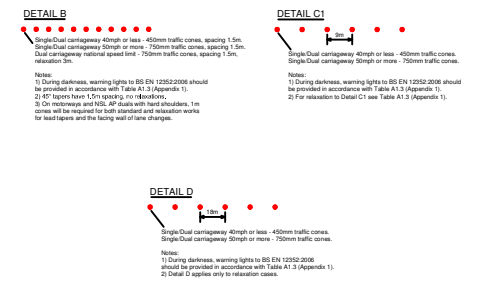 DETAIL B
Single/Dual carriageway 40mph or less - 450mm traffic cones, spacing 1.5m.
Single/Dual carriageway 50mph or more - 750mm traffic cones, spacing 1.5m.
Dual carriageway national speed limit - 750mm traffic cones, spacing 1.5m,
relaxation 3m.
Notes:
1) During darkness, warning lights to BS EN 12352:2006 should
be provided in accordance with Table A1.3 (Appendix 1).
2) 45° tapers have 1.5m spacing, no relaxations.
3) On motorways and NSL AP duals with hard shoulders, 1m
cones will be required for both standard and relaxation works
for lead tapers and the facing wall of lane changes.
DETAIL C1
9m
Single/Dual carriageway 40mph or less - 450mm traffic cones.
Single/Dual carriageway 50mph or more - 750mm traffic cones.
Notes:
1) During darkness, warning lights to BS EN 12352:2006 should
be provided in accordance with Table A1.3 (Appendix 1).
2) For relaxation to Detail C1 see Table A1.3 (Appendix 1).
DETAIL D
18m
Single/Dual carriageway 40mph or less - 450mm traffic cones.
Single/Dual carriageway 50mph or more - 750mm traffic cones.
Notes:
1) During darkness, warning lights to BS EN 12352:2006
should be provided in accordance with Table A1.3 (Appendix 1).
2) Detail D applies only to relaxation cases.